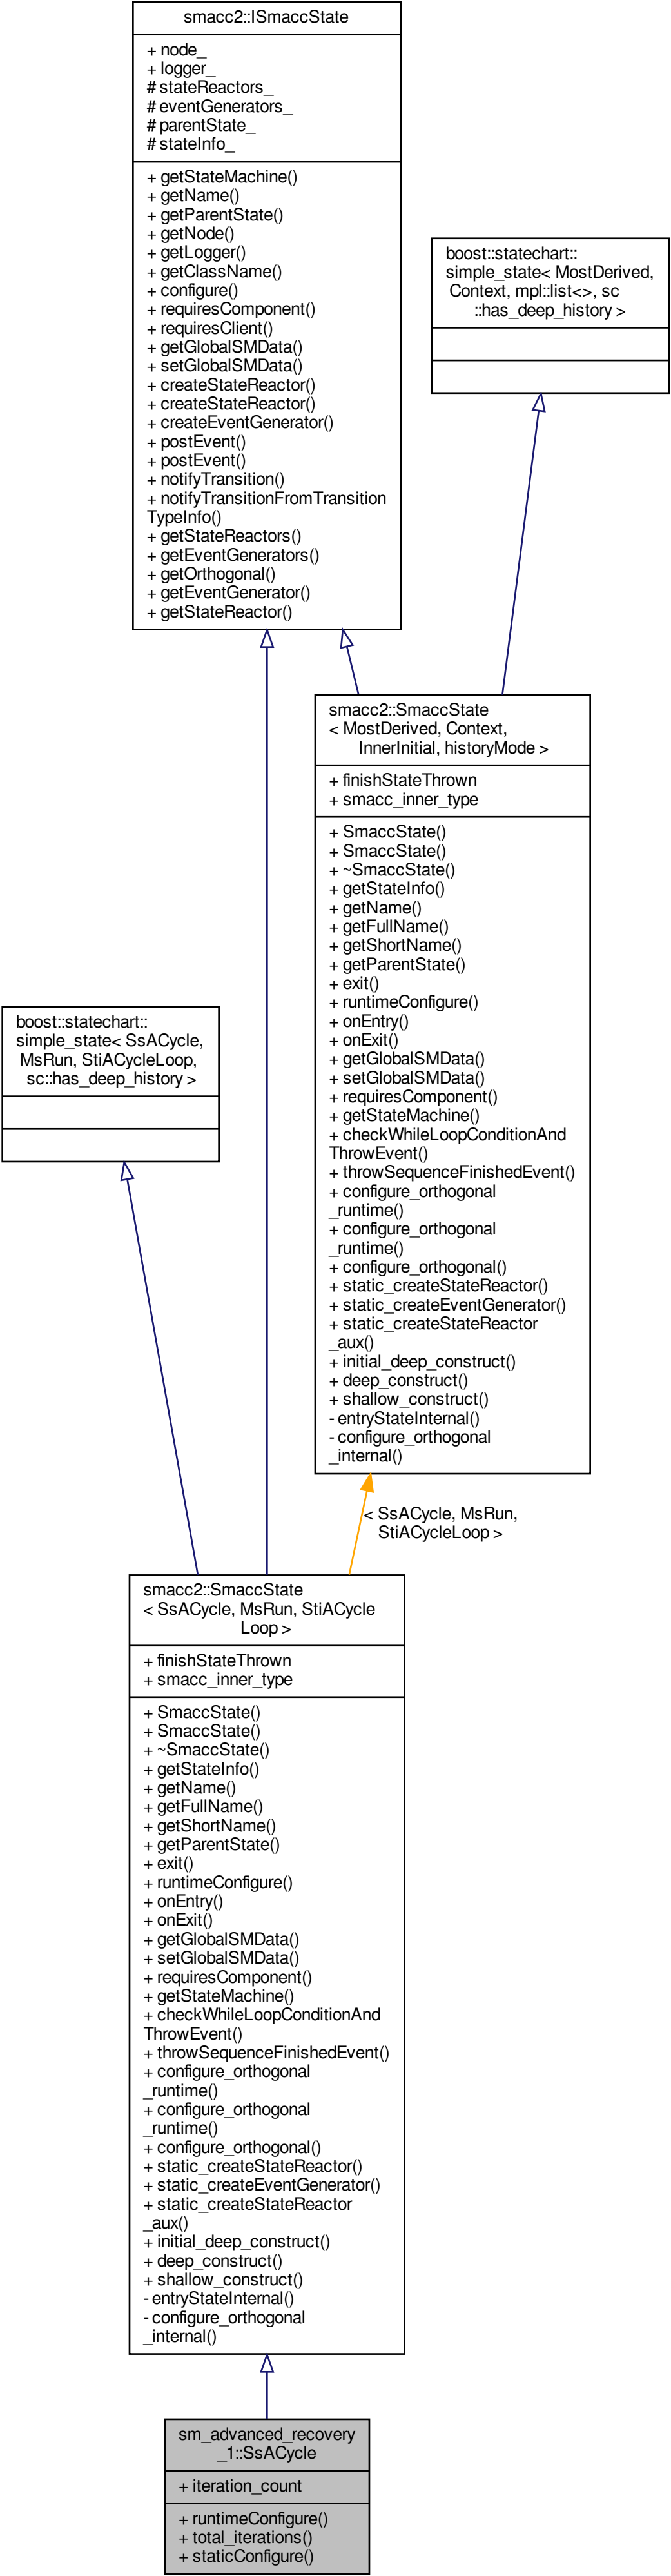 smacc2::ISmaccState
+ node_
+ logger_
# stateReactors_
# eventGenerators_
# parentState_
# stateInfo_
+ getStateMachine()
+ getName()
+ getParentState()
+ getNode()
+ getLogger()
+ getClassName()
+ configure()
+ requiresComponent()
+ requiresClient()
+ getGlobalSMData()
+ setGlobalSMData()
+ createStateReactor()
+ createStateReactor()
+ createEventGenerator()
+ postEvent()
+ postEvent()
+ notifyTransition()
+ notifyTransitionFromTransition
TypeInfo()
+ getStateReactors()
+ getEventGenerators()
+ getOrthogonal()
+ getEventGenerator()
+ getStateReactor()
boost::statechart::
simple_state< MostDerived,
Context, mpl::list<>, sc
::has_deep_history >
smacc2::SmaccState
< MostDerived, Context,
InnerInitial, historyMode >
+ finishStateThrown
+ smacc_inner_type
+ SmaccState()
+ SmaccState()
+ ~SmaccState()
+ getStateInfo()
+ getName()
+ getFullName()
+ getShortName()
+ getParentState()
+ exit()
+ runtimeConfigure()
+ onEntry()
+ onExit()
+ getGlobalSMData()
+ setGlobalSMData()
+ requiresComponent()
+ getStateMachine()
+ checkWhileLoopConditionAnd
ThrowEvent()
+ throwSequenceFinishedEvent()
+ configure_orthogonal
_runtime()
+ configure_orthogonal
_runtime()
+ configure_orthogonal()
+ static_createStateReactor()
+ static_createEventGenerator()
+ static_createStateReactor
_aux()
+ initial_deep_construct()
+ deep_construct()
+ shallow_construct()
- entryStateInternal()
- configure_orthogonal
_internal()
boost::statechart::
simple_state< SsACycle,
MsRun, StiACycleLoop,
sc::has_deep_history >
< SsACycle, MsRun,
StiACycleLoop >
smacc2::SmaccState
< SsACycle, MsRun, StiACycle
Loop >
+ finishStateThrown
+ smacc_inner_type
+ SmaccState()
+ SmaccState()
+ ~SmaccState()
+ getStateInfo()
+ getName()
+ getFullName()
+ getShortName()
+ getParentState()
+ exit()
+ runtimeConfigure()
+ onEntry()
+ onExit()
+ getGlobalSMData()
+ setGlobalSMData()
+ requiresComponent()
+ getStateMachine()
+ checkWhileLoopConditionAnd
ThrowEvent()
+ throwSequenceFinishedEvent()
+ configure_orthogonal
_runtime()
+ configure_orthogonal
_runtime()
+ configure_orthogonal()
+ static_createStateReactor()
+ static_createEventGenerator()
+ static_createStateReactor
_aux()
+ initial_deep_construct()
+ deep_construct()
+ shallow_construct()
- entryStateInternal()
- configure_orthogonal
_internal()
sm_advanced_recovery
_1::SsACycle
+ iteration_count
+ runtimeConfigure()
+ total_iterations()
+ staticConfigure()